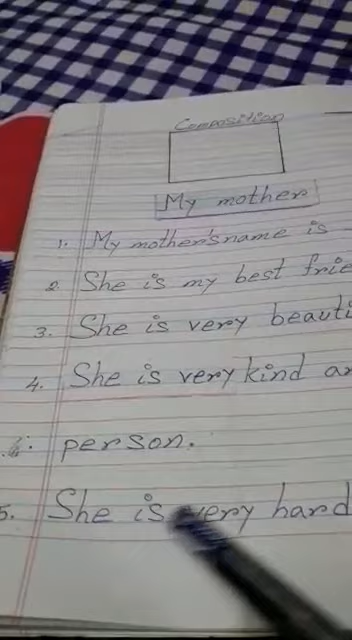 Composition
My mother
1. My mother's name is
2. She is my best
3. She is very
4. She is very kind
person.
5. She is very hard